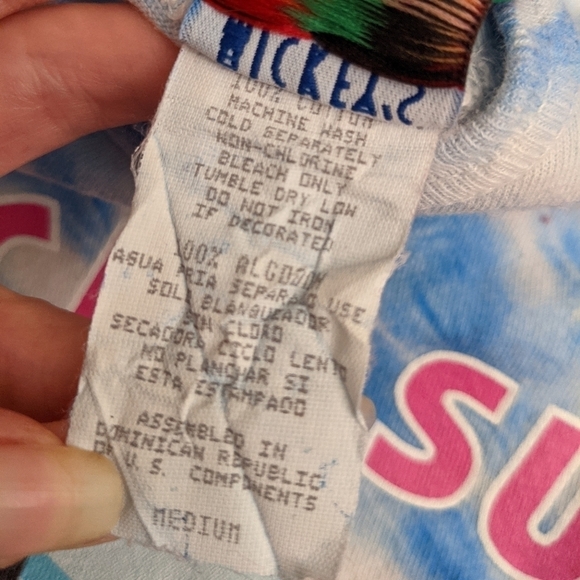 MICKEY'S
100% COTTON
MACHINE WASH
COLD SEPARATELY
NON-CHLORINE
BLEACH ONLY
TUMBLE DRY LOW
DO NOT IRON
IF DECORATED
100% ALGODON
AGUA FRIA SEPARADO USE
SOLO BLANQUEADOR
SIN CLORO
SECADORA CICLO LENTO
NO PLANCHAR SI
ESTA ESTAMPADO
ASSEMBLED IN
DOMINICAN REPUBLIC
OF U.S. COMPONENTS
MEDIUM
SU